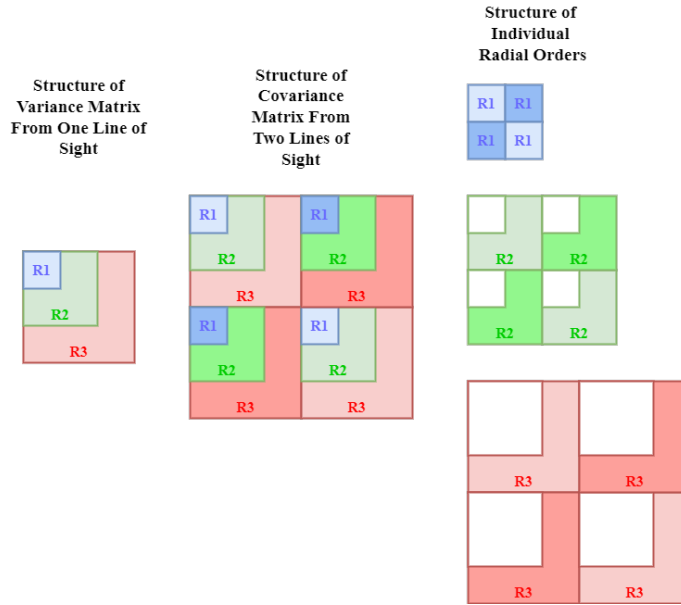 Structure of
Variance Matrix
From One Line of
Sight
R1
R2
R3
Structure of
Covariance
Matrix From
Two Lines of
Sight
R1
R1
R2
R2
R3
R3
R1
R1
R2
R2
R3
R3
Structure of
Individual
Radial Orders
R1
R1
R1
R1
R2
R2
R2
R2
R3
R3
R3
R3